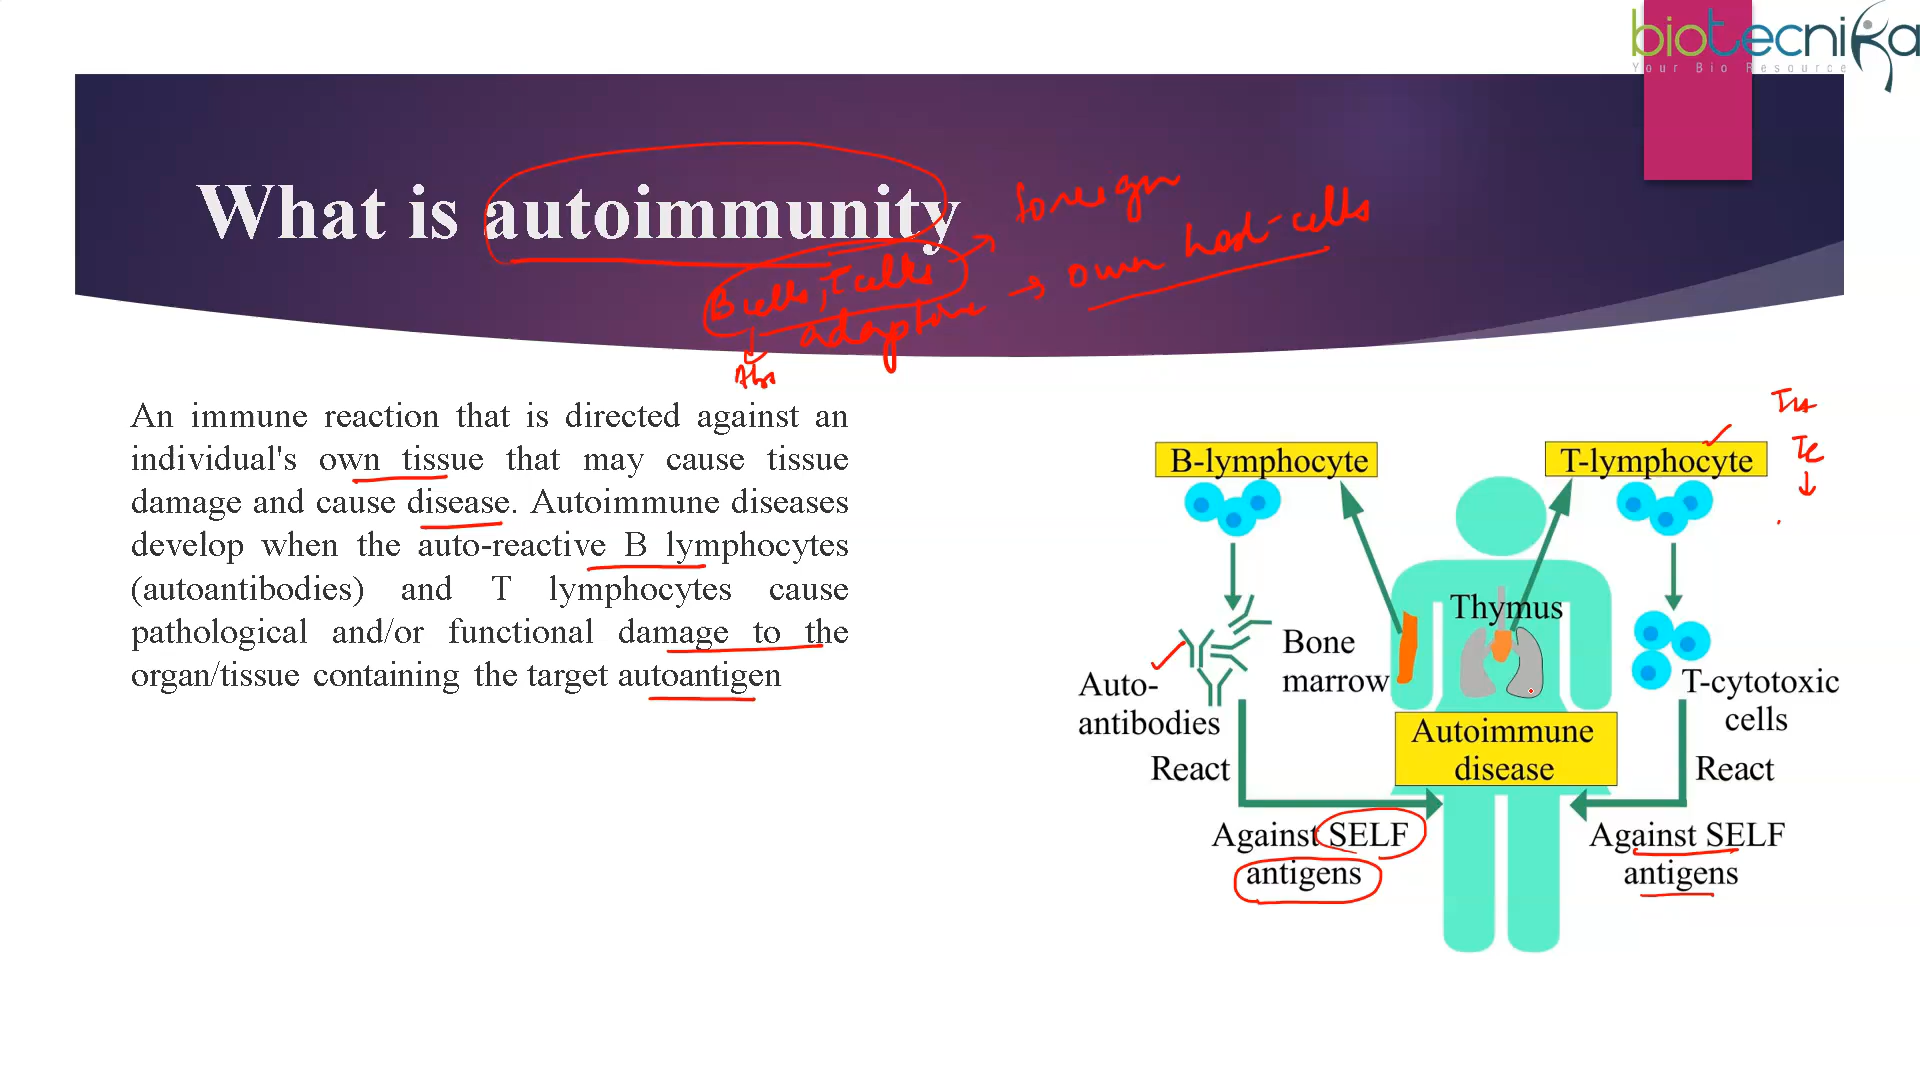 biotecnika
Your Bio Resource
What is autoimmunity
foreign
B cells, T cells
adaptive → own host-cells
Abs
An immune reaction that is directed against an
individual's own tissue that may cause tissue
damage and cause disease. Autoimmune diseases
develop when the auto-reactive B lymphocytes
(autoantibodies) and T lymphocytes cause
pathological and/or functional damage to the
organ/tissue containing the target autoantigen
B-lymphocyte
T-lymphocyte
Tc
Thymus
Bone
marrow
Auto-
antibodies
T-cytotoxic
cells
React
Autoimmune
disease
React
Against SELF
antigens
Against SELF
antigens